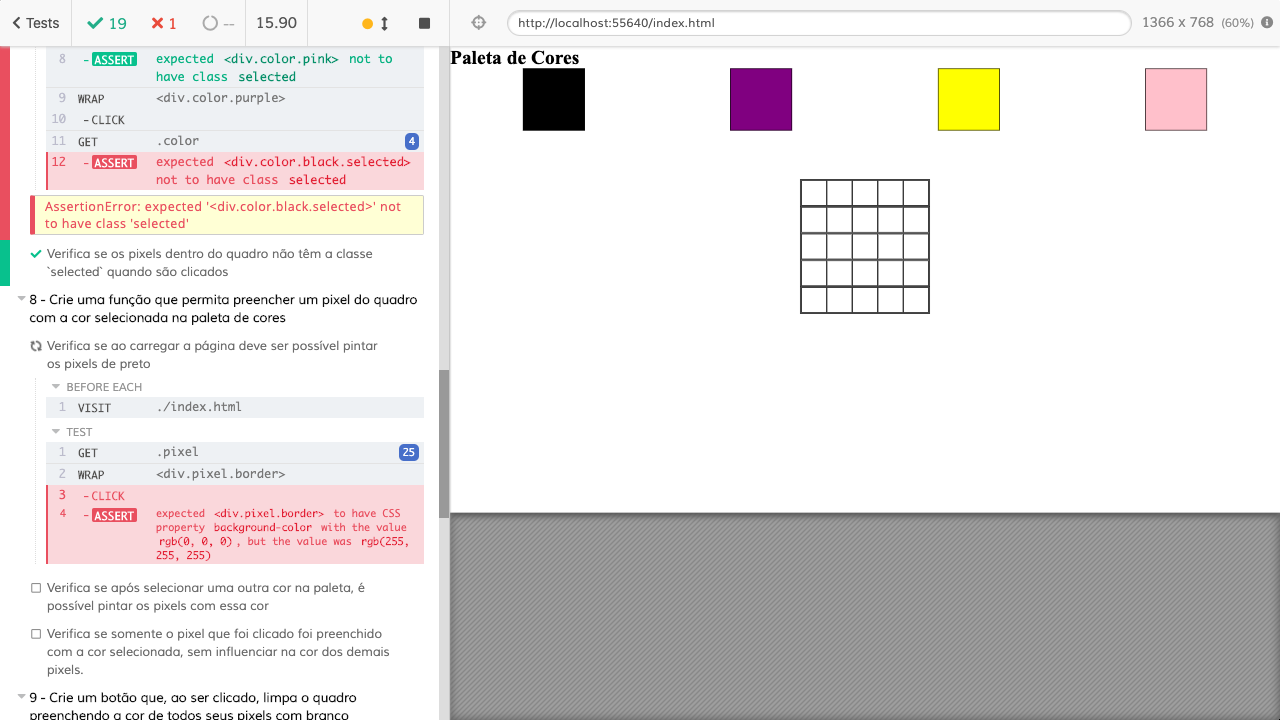 Tests
19
1
--
15.90
http://localhost:55640/index.html
1366 x 768 (60%)
8 -ASSERT expected <div.color.pink> not to
have class selected
9 WRAP <div.color.purple>
10 -CLICK
11 GET .color 4
12 -ASSERT expected <div.color.black.selected>
not to have class selected
AssertionError: expected '<div.color.black.selected>' not
to have class 'selected'
Verifica se os pixels dentro do quadro não têm a classe
`selected` quando são clicados
8 - Crie uma função que permita preencher um pixel do quadro
com a cor selecionada na paleta de cores
Verifica se ao carregar a página deve ser possível pintar
os pixels de preto
BEFORE EACH
1 VISIT ./index.html
TEST
1 GET .pixel 25
2 WRAP <div.pixel.border>
3 -CLICK
4 -ASSERT expected <div.pixel.border> to have CSS
property background-color with the value
rgb(0, 0, 0), but the value was rgb(255,
255, 255)
Verifica se após selecionar uma outra cor na paleta, é
possível pintar os pixels com essa cor
Verifica se somente o pixel que foi clicado foi preenchido
com a cor selecionada, sem influenciar na cor dos demais
pixels.
9 - Crie um botão que, ao ser clicado, limpa o quadro
preenchendo a cor de todos seus pixels com branco
Paleta de Cores